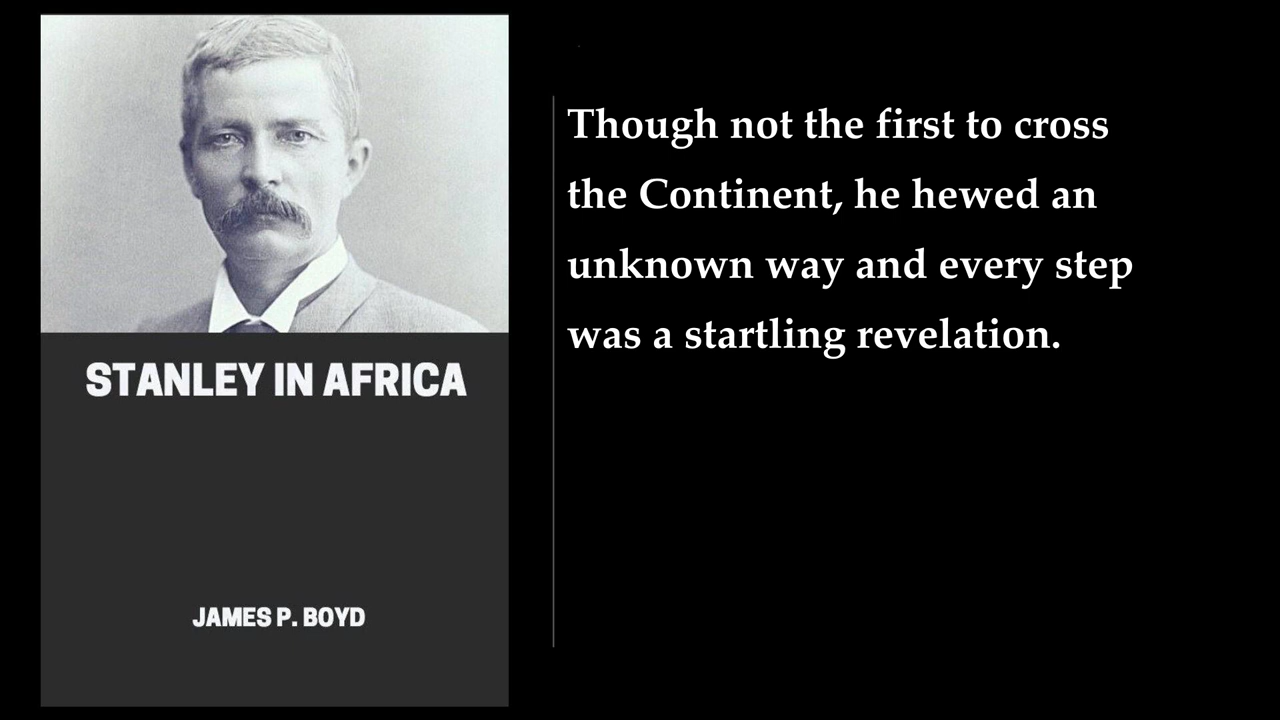 STANLEY IN AFRICA
JAMES P. BOYD
Though not the first to cross
the Continent, he hewed an
unknown way and every step
was a startling revelation.